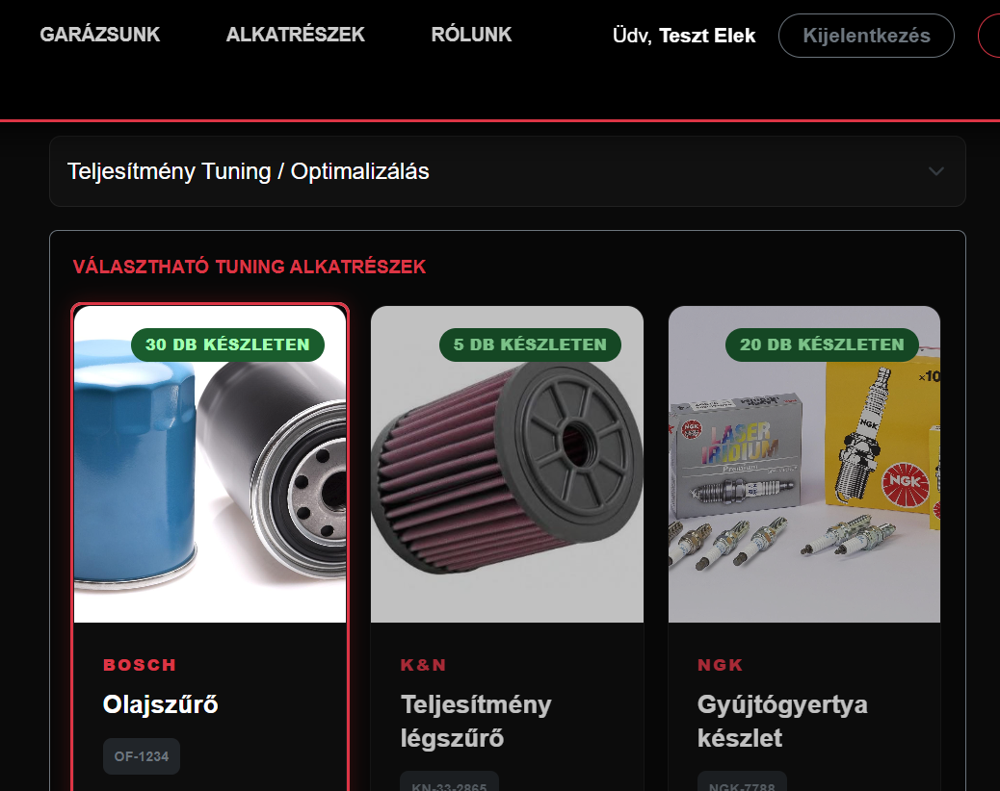 GARÁZSUNK ALKATRÉSZEK RÓLUNK Üdv, Teszt Elek Kijelentkezés
Teljesítmény Tuning / Optimalizálás
VÁLASZTHATÓ TUNING ALKATRÉSZEK
30 DB KÉSZLETEN
5 DB KÉSZLETEN
20 DB KÉSZLETEN
×10
NGK
NGK
LASER
IRIDIUM
Premium
NGK
BOSCH
Olajszűrő
OF-1234
K&N
Teljesítmény
légszűrő
KN-33-2865
NGK
Gyújtógyertya
készlet
NGK-7788